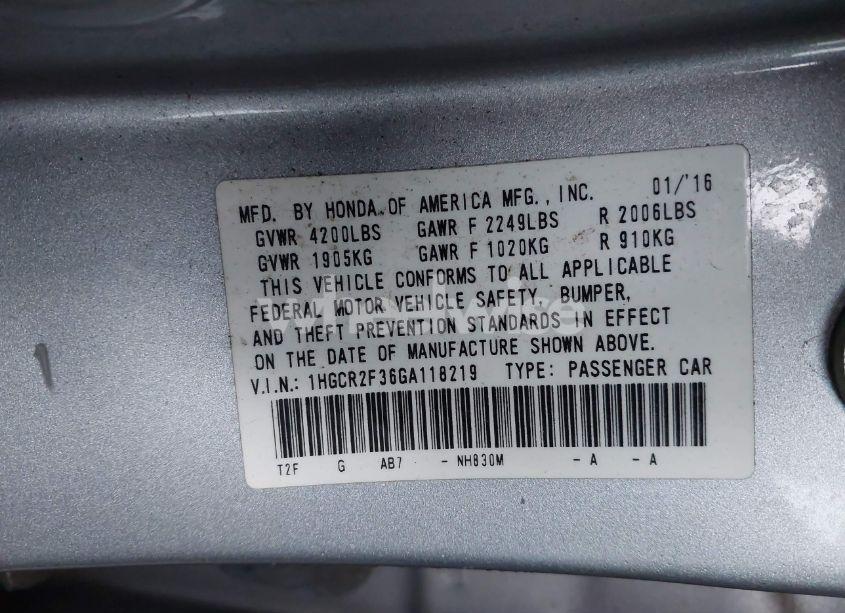 MFD. BY HONDA OF AMERICA MFG., INC. 01/'16
GVWR 4200LBS GAWR F 2249LBS R 2006LBS
GVWR 1905KG GAWR F 1020KG R 910KG
THIS VEHICLE CONFORMS TO ALL APPLICABLE
FEDERAL MOTOR VEHICLE SAFETY, BUMPER,
AND THEFT PREVENTION STANDARDS IN EFFECT
ON THE DATE OF MANUFACTURE SHOWN ABOVE.
V.I.N.: 1HGCR2F36GA118219 TYPE: PASSENGER CAR
T2F G AB7 - NH830M - A - A